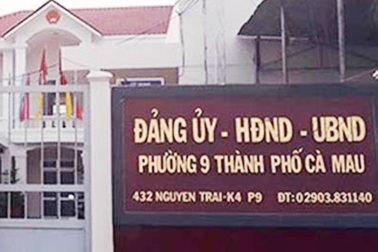 ĐẢNG ỦY - HĐND - UBND
PHƯỜNG 9 THÀNH PHỐ CÀ MAU
432 NGUYEN TRAI-K4 P9 ĐT: 02903.831140